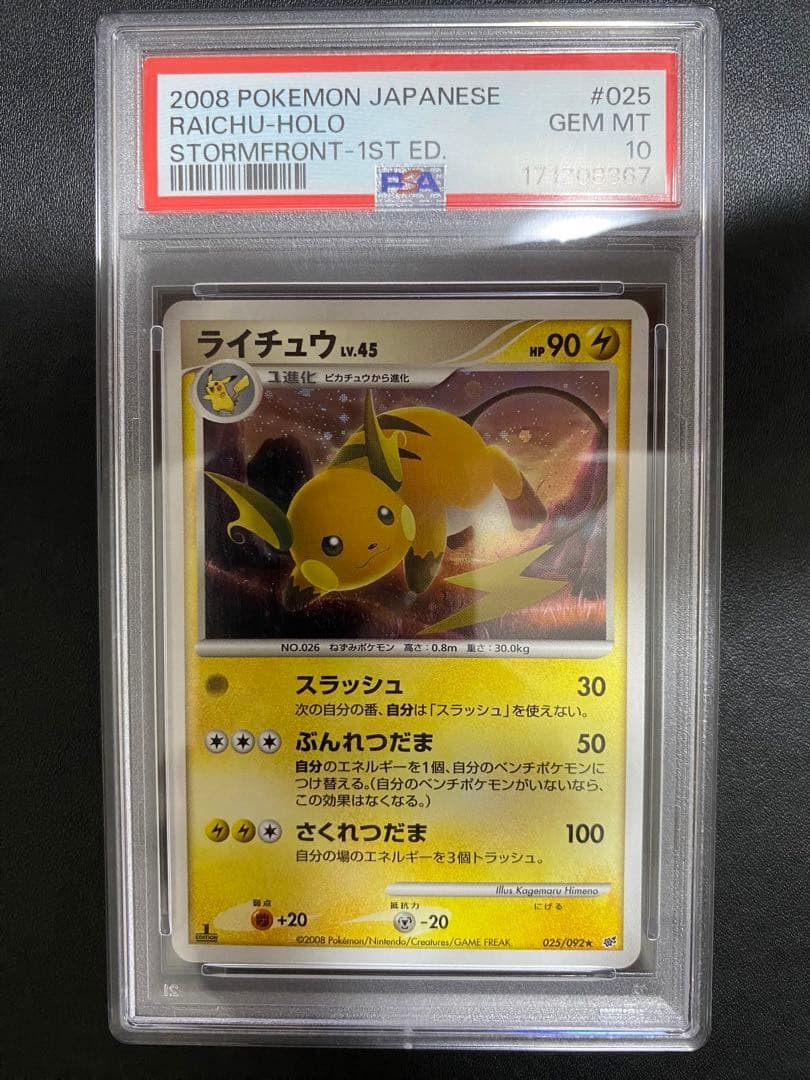 2008 POKEMON JAPANESE #025
RAICHU-HOLO GEM MT
STORMFRONT-1ST ED. 10
PSA
ライチュウ LV.45 HP 90
1進化 ピカチュウから進化
NO.026 ねずみポケモン 高さ:0.8m 重さ:30.0kg
スラッシュ 30
次の自分の番、自分は「スラッシュ」を使えない。
ぶんれつだま 50
自分のエネルギーを1個、自分のベンチポケモンに
つけ替える。(自分のベンチポケモンがいないなら、
この効果はなくなる。)
さくれつだま 100
自分の場のエネルギーを3個トラッシュ。
Illus. Kagemaru Himeno
弱点 +20 抵抗力 -20 にげる
1 EDITION
©2008 Pokémon/Nintendo/Creatures/GAME FREAK. 025/092★